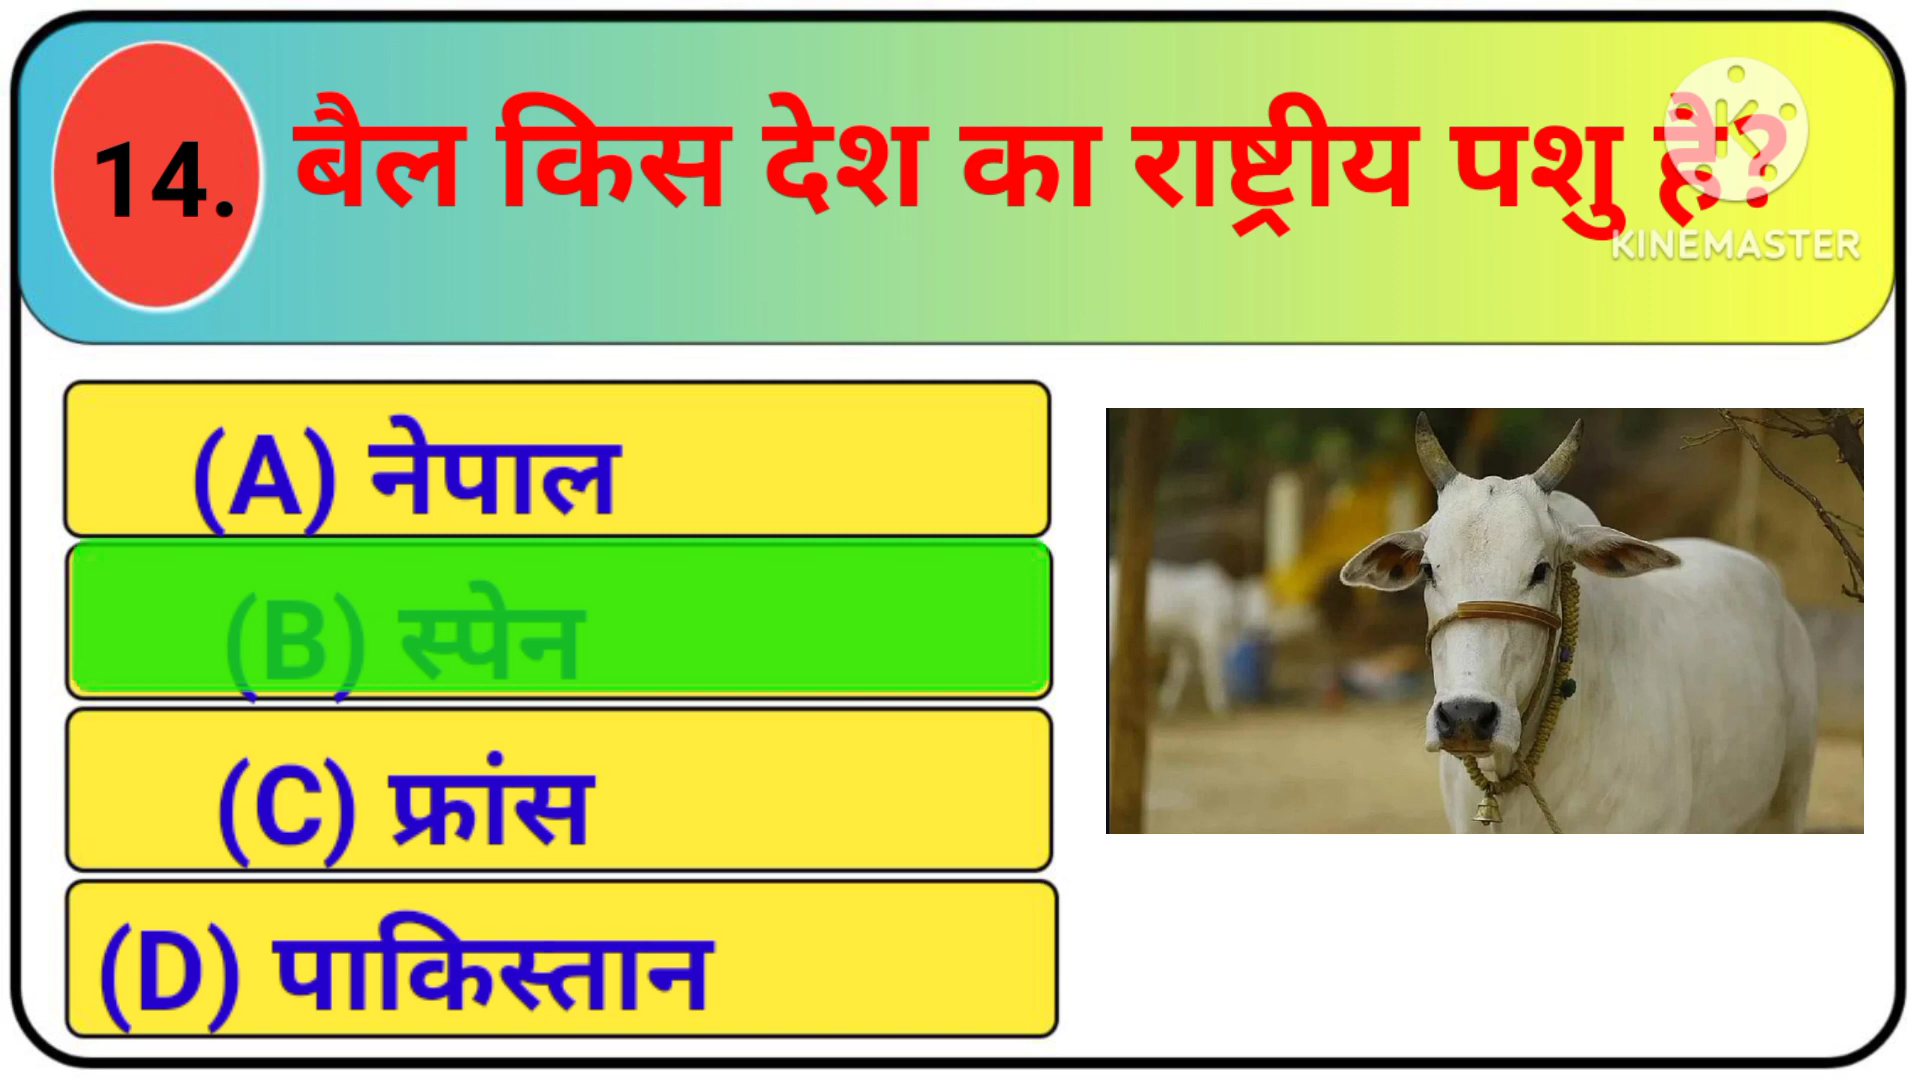 14. बैल किस देश का राष्ट्रीय पशु है?
KINEMASTER
(A) नेपाल
(B) स्पेन
(C) फ्रांस
(D) पाकिस्तान